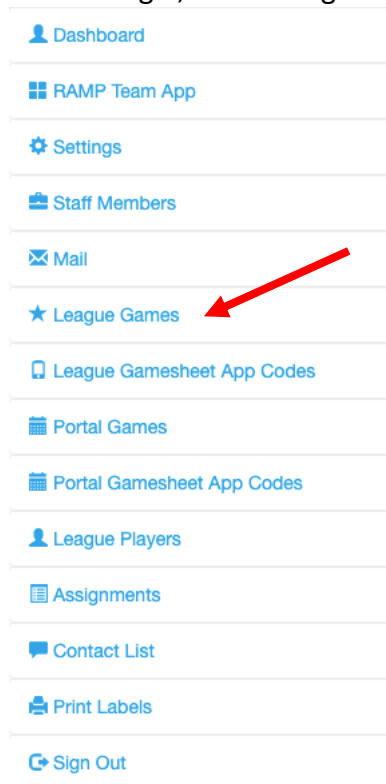 Dashboard
RAMP Team App
Settings
Staff Members
Mail
League Games
League Gamesheet App Codes
Portal Games
Portal Gamesheet App Codes
League Players
Assignments
Contact List
Print Labels
Sign Out